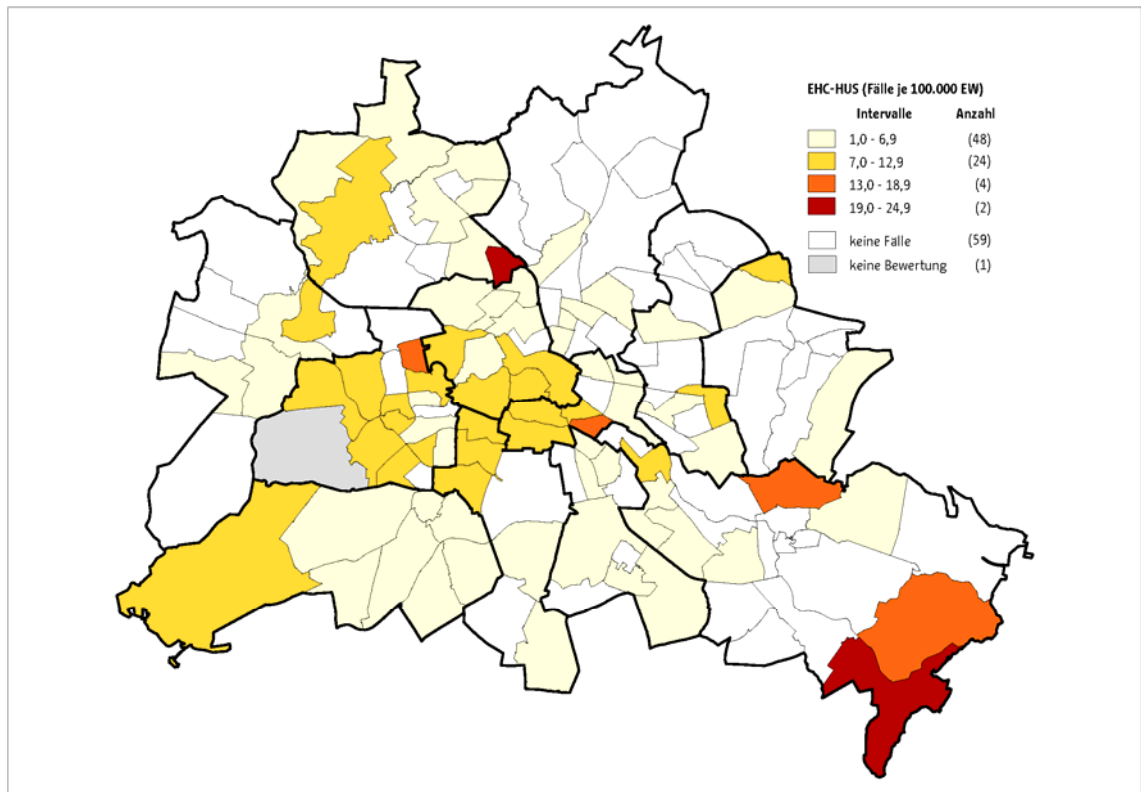 EHC-HUS (Fälle je 100.000 EW)
Intervalle Anzahl
1,0 - 6,9 (48)
7,0 - 12,9 (24)
13,0 - 18,9 (4)
19,0 - 24,9 (2)
keine Fälle (59)
keine Bewertung (1)